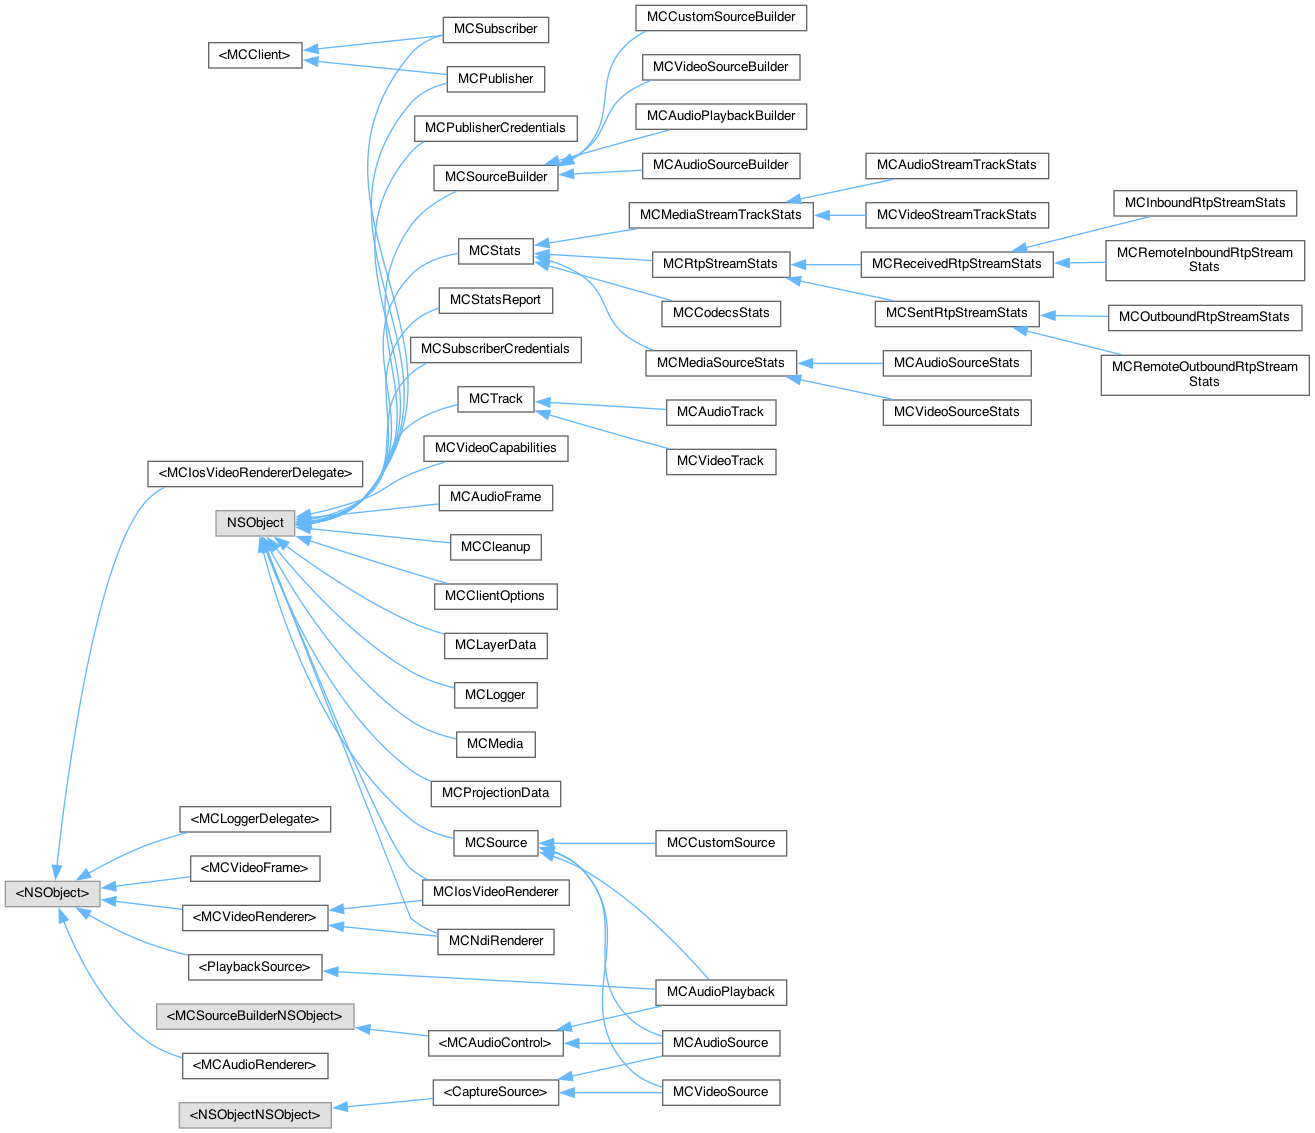 <MCClient>
MCSubscriber
MCPublisher
MCPublisherCredentials
MCSourceBuilder
MCCustomSourceBuilder
MCVideoSourceBuilder
MCAudioPlaybackBuilder
MCAudioSourceBuilder
MCStats
MCMediaStreamTrackStats
MCAudioStreamTrackStats
MCVideoStreamTrackStats
MCRtpStreamStats
MCReceivedRtpStreamStats
MCInboundRtpStreamStats
MCRemoteInboundRtpStream
Stats
MCSentRtpStreamStats
MCOutboundRtpStreamStats
MCRemoteOutboundRtpStream
Stats
MCCodecsStats
MCMediaSourceStats
MCAudioSourceStats
MCVideoSourceStats
MCStatsReport
MCSubscriberCredentials
MCTrack
MCAudioTrack
MCVideoTrack
MCVideoCapabilities
<MCIosVideoRendererDelegate>
NSObject
MCAudioFrame
MCCleanup
MCClientOptions
MCLayerData
MCLogger
MCMedia
MCProjectionData
MCSource
MCCustomSource
MCIosVideoRenderer
MCNdiRenderer
<MCLoggerDelegate>
<MCVideoFrame>
<NSObject>
<MCVideoRenderer>
<PlaybackSource>
MCAudioPlayback
<MCSourceBuilderNSObject>
<MCAudioControl>
MCAudioSource
<MCAudioRenderer>
<CaptureSource>
MCVideoSource
<NSObjectNSObject>